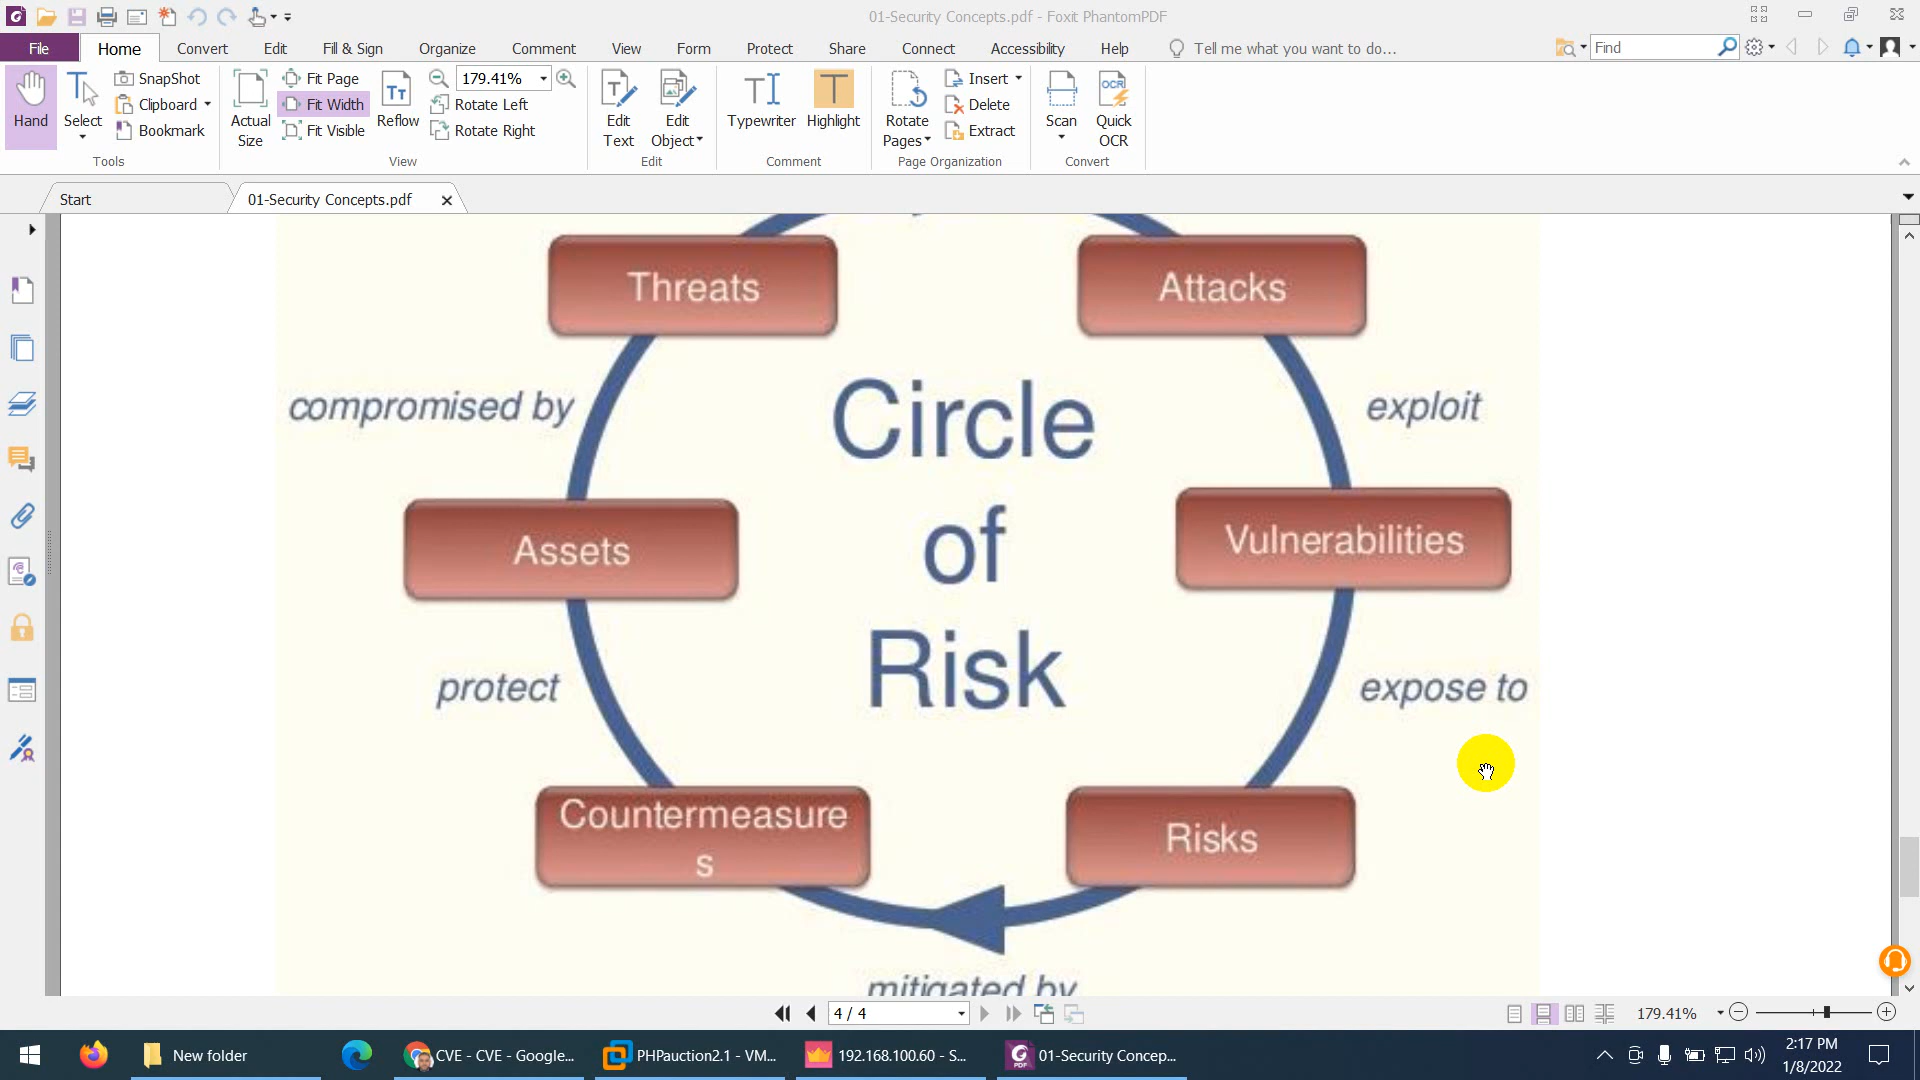 01-Security Concepts.pdf - Foxit PhantomPDF
File Home Convert Edit Fill & Sign Organize Comment View Form Protect Share Connect Accessibility Help Tell me what you want to do... Find
Hand
Select
SnapShot
Clipboard
Bookmark
Tools
Actual
Size
Fit Page
Fit Width
Fit Visible
Reflow
179.41%
Rotate Left
Rotate Right
View
Edit
Text
Edit
Object
Edit
Typewriter
Highlight
Comment
Rotate
Pages
Insert
Delete
Extract
Page Organization
Scan
Quick
OCR
Convert
Start
01-Security Concepts.pdf
Threats
Attacks
compromised by
Circle
exploit
Assets
of
Vulnerabilities
protect
Risk
expose to
Countermeasure
s
Risks
mitigated by
4 / 4
179.41%
New folder
CVE - CVE - Google...
PHPauction2.1 - VM...
192.168.100.60 - S...
01-Security Concep...
2:17 PM
1/8/2022